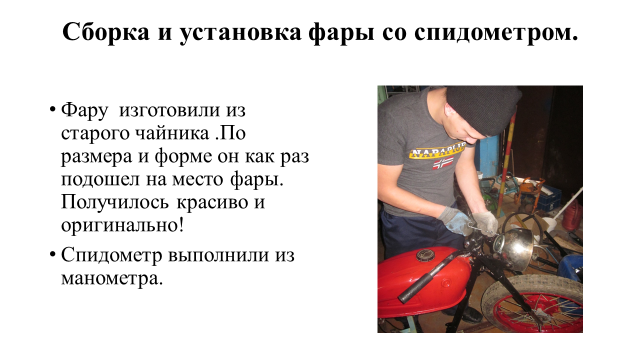 Сборка и установка фары со спидометром.
• Фару  изготовили из
старого чайника .По
размера и форме он как раз
подошел на место фары.
Получилось красиво и
оригинально!
• Спидометр выполнили из
манометра.